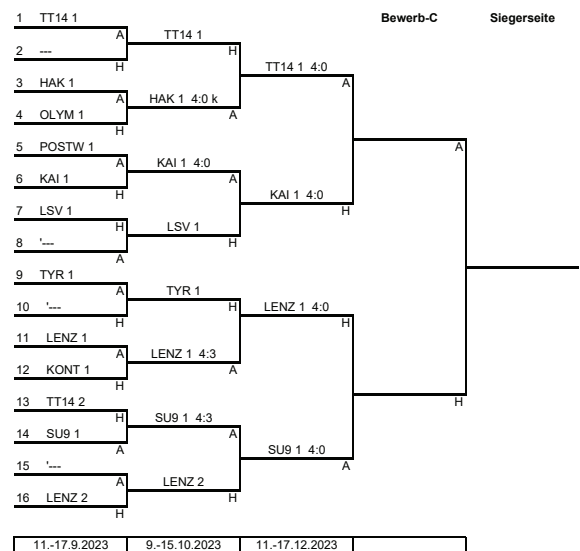 Bewerb-C Siegerseite
1 TT14 1
A TT14 1
2 ---
H H TT14 1 4:0
3 HAK 1 A
A HAK 1 4:0 k
4 OLYM 1 A
H
5 POSTW 1 A
A KAI 1 4:0
6 KAI 1 A
H KAI 1 4:0
7 LSV 1 H
H LSV 1
8 '--- H
A
9 TYR 1
A TYR 1
10 '--- H LENZ 1 4:0
H H
11 LENZ 1
A LENZ 1 4:3
12 KONT 1 A
H
13 TT14 2 H
H SU9 1 4:3
14 SU9 1 A
A SU9 1 4:0
15 '--- A
A LENZ 2
16 LENZ 2 H
H
11.-17.9.2023 9.-15.10.2023 11.-17.12.2023